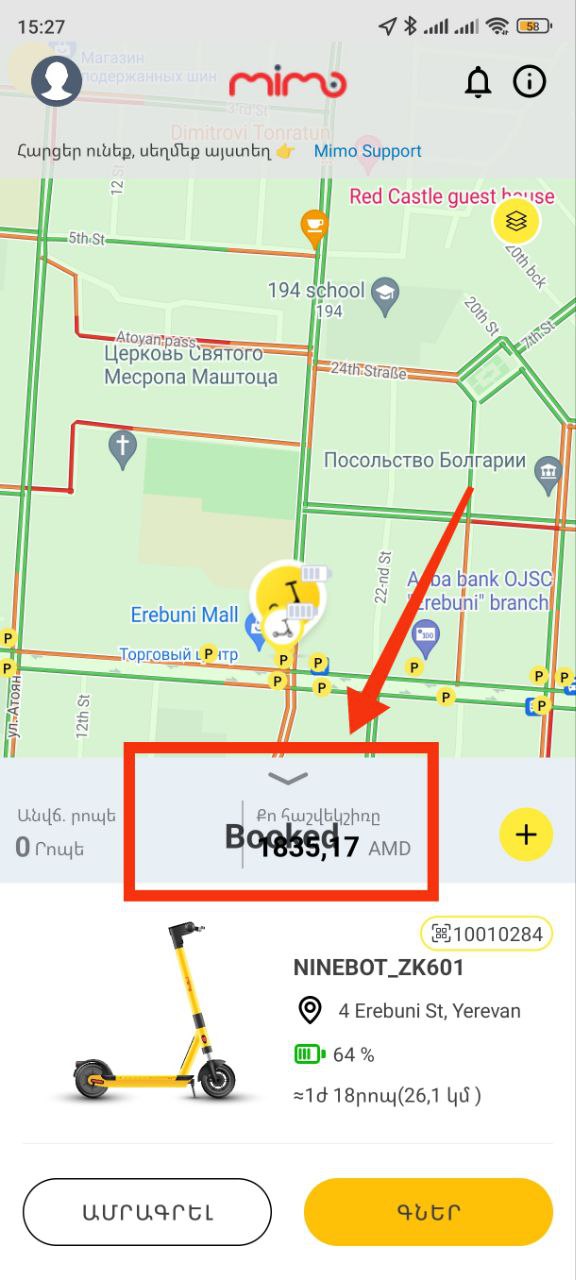 15:27
58
Магазин
подержанных шин
mimo
3'rd St
Dimitrovi Tonratun
Հարցեր ունեք, սեղմեք այստեղ 👉 Mimo Support
12 St
Red Castle guest house
5th St
20th bck
194 school
194
20th St
7th St
Atoyan pass.
Церковь Святого
Месропа Маштоца
24th Straße
Посольство Болгарии
22-nd St
bank OJSC
"Erebuni" branch
Erebuni Mall
Торговый
P
P
P
P
P
P
P
P
P
P
P
P
ул. Атоян
12th St
Անվճ. րոպե
Քո հաշվեկշիռը
Booked
0 Րոպե
1835,17 AMD
+
10010284
NINEBOT_ZK601
4 Erebuni St, Yerevan
64 %
≈1ժ 18րոպ(26,1 կմ )
ԱՄՐԱԳՐԵԼ
ԳՆԵՐ